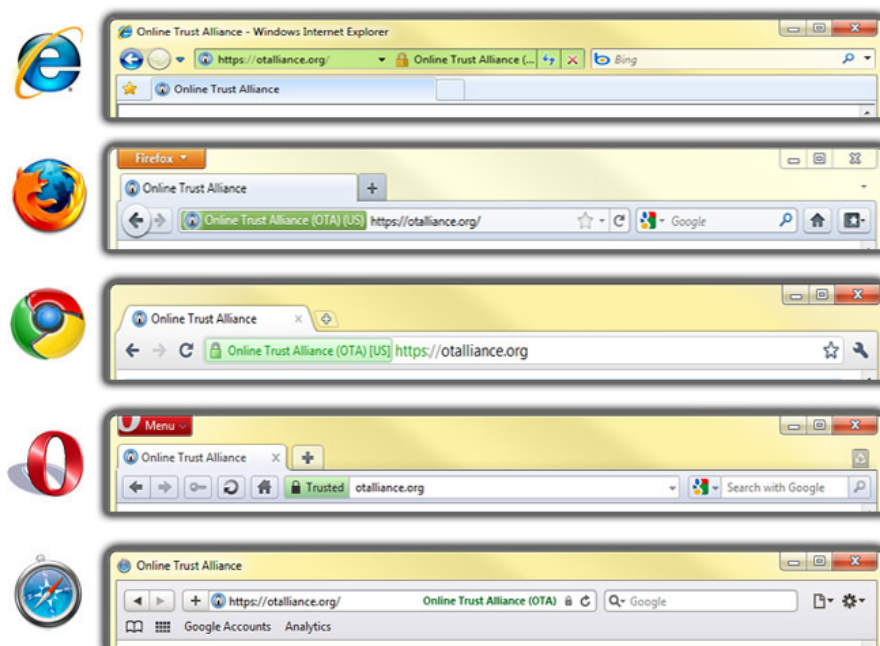 Online Trust Alliance - Windows Internet Explorer
https://otalliance.org/ Online Trust Alliance (... Bing
Online Trust Alliance
Firefox
Online Trust Alliance
Online Trust Alliance (OTA) (US) https://otalliance.org/ Google
Online Trust Alliance
Online Trust Alliance (OTA) [US] https://otalliance.org
Menu
Online Trust Alliance
Trusted otalliance.org Search with Google
Online Trust Alliance
https://otalliance.org/ Online Trust Alliance (OTA) Google
Google Accounts Analytics